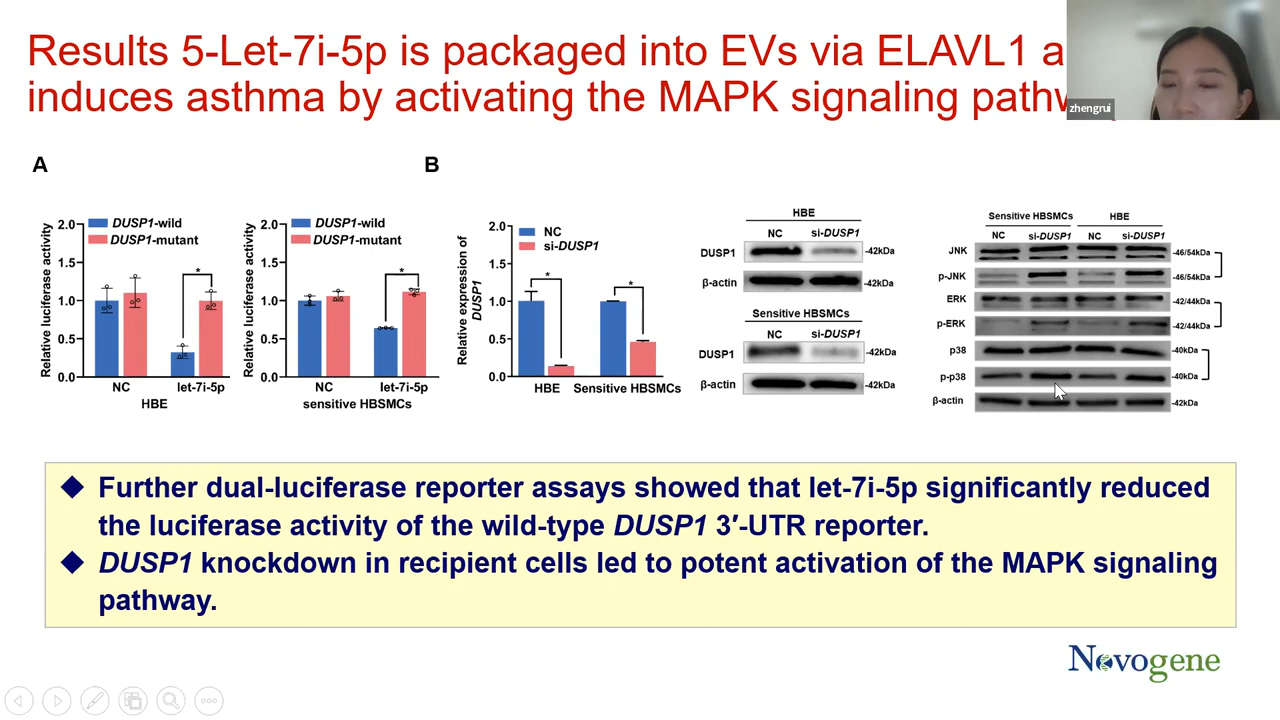 Results 5-Let-7i-5p is packaged into EVs via ELAVL1 a
induces asthma by activating the MAPK signaling pathw
zhengrui
A
B
DUSP1-wild
DUSP1-mutant
Relative luciferase activity
2.0
1.5
1.0
0.5
0.0
*
NC
let-7i-5p
HBE
DUSP1-wild
DUSP1-mutant
Relative luciferase activity
2.0
1.5
1.0
0.5
0.0
*
NC
let-7i-5p
sensitive HBSMCs
NC
si-DUSP1
Relative expression of
DUSP1
2.0
1.5
1.0
0.5
0.0
*
*
HBE
Sensitive HBSMCs
HBE
NC
si-DUSP1
DUSP1
-42kDa
β-actin
-42kDa
Sensitive HBSMCs
NC
si-DUSP1
DUSP1
-42kDa
β-actin
-42kDa
Sensitive HBSMCs
HBE
NC
si-DUSP1
NC
si-DUSP1
JNK
-46/54kDa
p-JNK
-46/54kDa
ERK
-42/44kDa
p-ERK
-42/44kDa
p38
-40kDa
p-p38
-40kDa
β-actin
-42kDa
◆ Further dual-luciferase reporter assays showed that let-7i-5p significantly reduced
the luciferase activity of the wild-type DUSP1 3′-UTR reporter.
◆ DUSP1 knockdown in recipient cells led to potent activation of the MAPK signaling
pathway.
Novogene